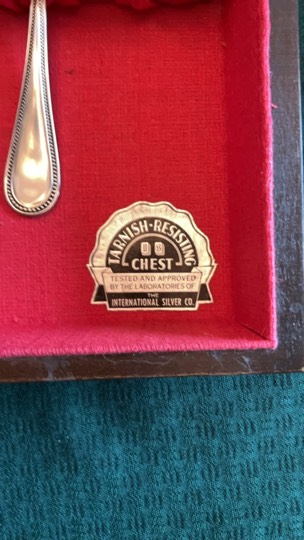 TARNISH-RESISTING
CHEST
TESTED AND APPROVED
BY THE LABORATORIES OF
THE
INTERNATIONAL SILVER CO.